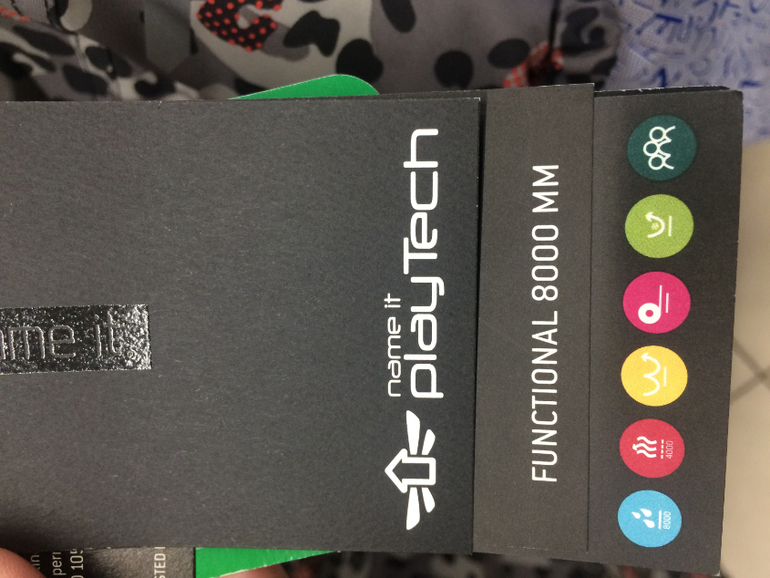 name it
playTech
FUNCTIONAL 8000 MM
8000
4000
name it